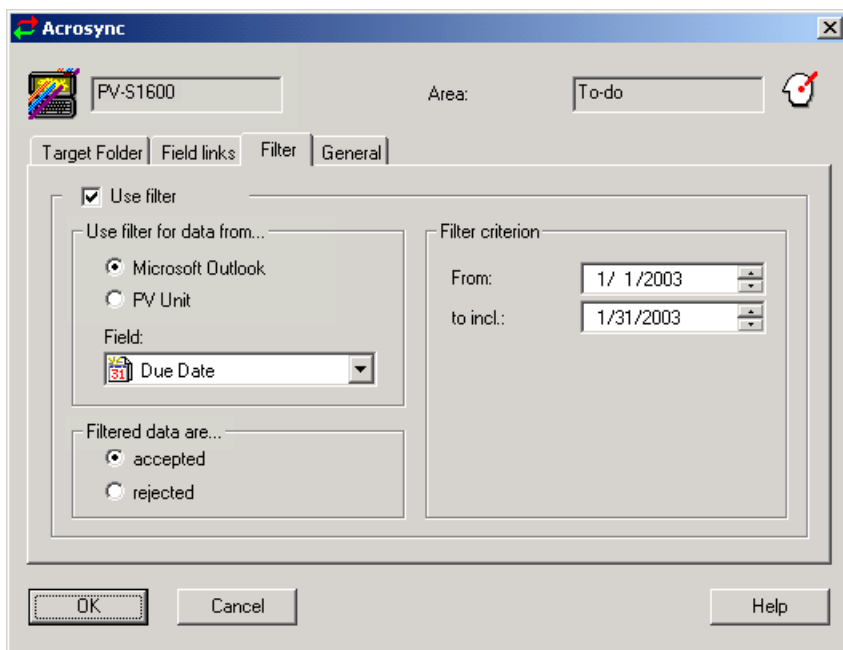 Acrosync
PV-S1600 Area: To-do
Target Folder Field links Filter General
Use filter
Use filter for data from...
Microsoft Outlook
PV Unit
Field:
31 Due Date
Filtered data are...
accepted
rejected
Filter criterion
From: 1/ 1/2003
to incl.: 1/31/2003
OK Cancel Help